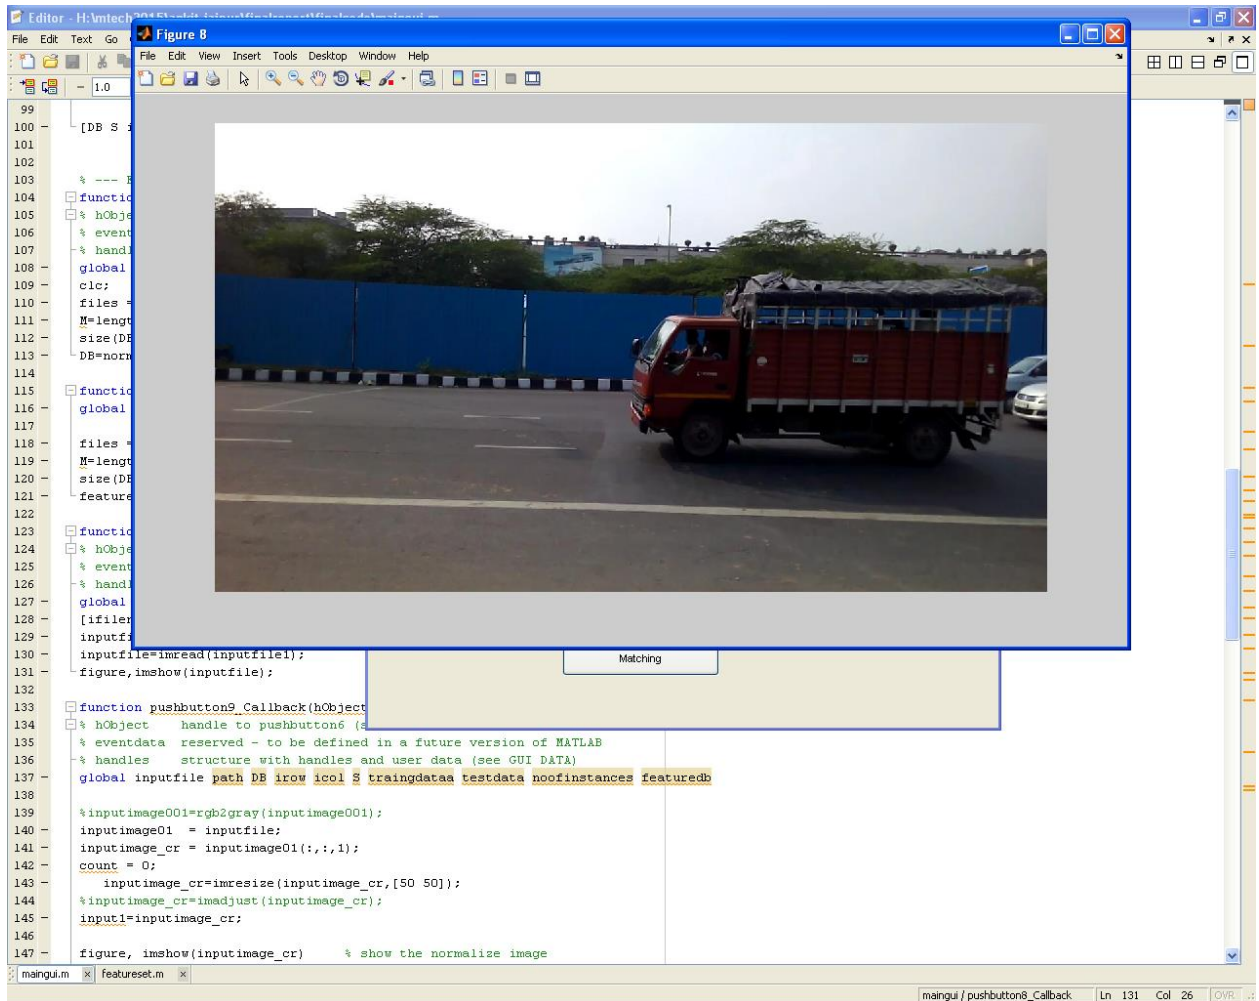 Editor - H:\mtech2015\ankit jaipur\finalreport\finalcode\maingui.m
File Edit Text Go
- 1.0
Figure 8
File Edit View Insert Tools Desktop Window Help
99
100 - [DB S i
101
102
103 % ---
104 functio
105 % hObje
106 % event
107 % handl
108 - global
109 - clc;
110 - files =
111 - M=lengt
112 - size(DB
113 - DB=norm
114
115 functio
116 - global
117
118 - files =
119 - M=lengt
120 - size(DB
121 - feature
122
123 functio
124 % hObje
125 % event
126 % handl
127 - global
128 - [ifilen
129 - inputfi
130 - inputfile=imread(inputfile1);
131 - figure,imshow(inputfile);
132
133 function pushbutton9_Callback(hObject
134 % hObject handle to pushbutton6 (s
135 % eventdata reserved - to be defined in a future version of MATLAB
136 % handles structure with handles and user data (see GUI DATA)
137 - global inputfile path DB irow icol S traingdataa testdata noofinstances featuredb
138
139 %inputimage001=rgb2gray(inputimage001);
140 - inputimage01 = inputfile;
141 - inputimage_cr = inputimage01(:,:,1);
142 - count = 0;
143 - inputimage_cr=imresize(inputimage_cr,[50 50]);
144 %inputimage_cr=imadjust(inputimage_cr);
145 - input1=inputimage_cr;
146
147 - figure, imshow(inputimage_cr) % show the normalize image
Matching
maingui.m × featureset.m ×
maingui / pushbutton8_Callback Ln 131 Col 26 OVR